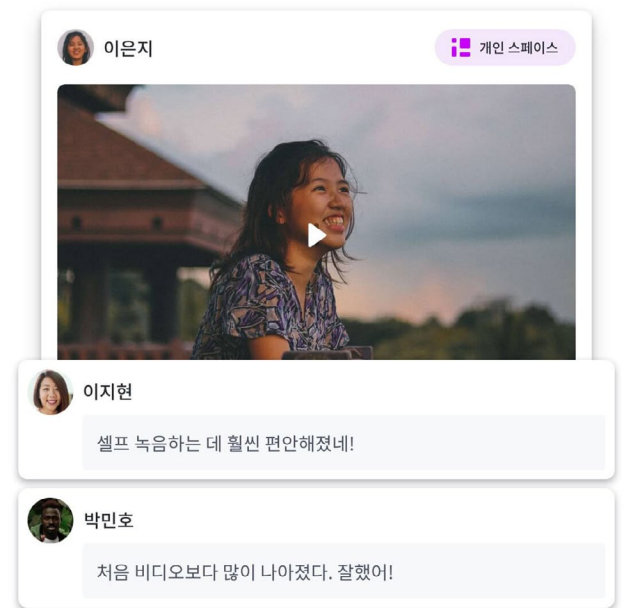 이은지
개인 스페이스
이지현
셀프 녹음하는 데 훨씬 편안해졌네!
박민호
처음 비디오보다 많이 나아졌다. 잘했어!